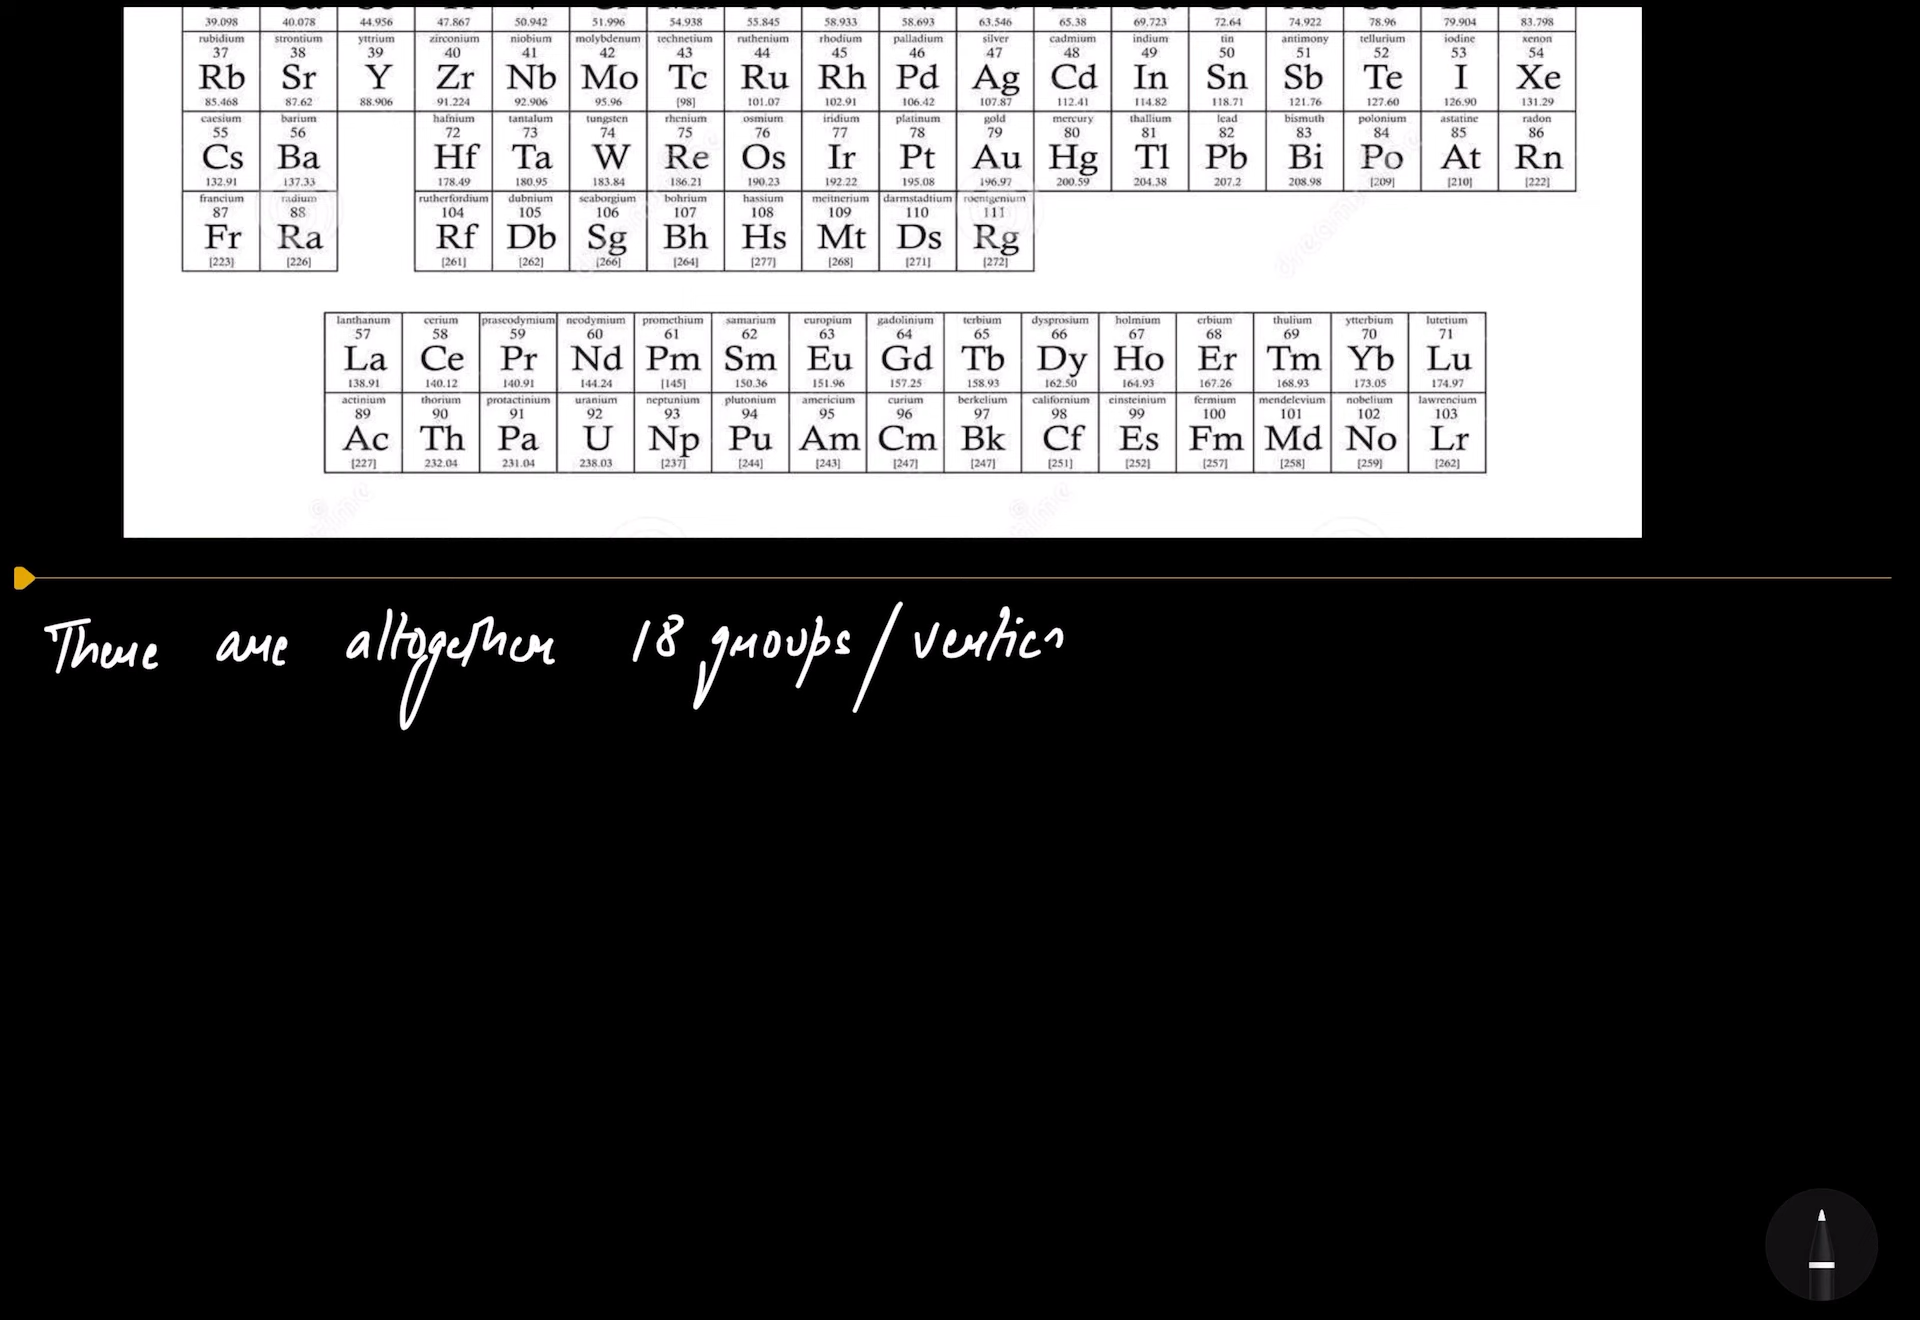 39.098 40.078 44.956 47.867 50.942 51.996 54.938 55.845 58.933 58.693 63.546 65.38 69.723 72.64 74.922 78.96 79.904 83.798
rubidium strontium yttrium zirconium niobium molybdenum technetium ruthenium rhodium palladium silver cadmium indium tin antimony tellurium iodine xenon
37 38 39 40 41 42 43 44 45 46 47 48 49 50 51 52 53 54
Rb Sr Y Zr Nb Mo Tc Ru Rh Pd Ag Cd In Sn Sb Te I Xe
85.468 87.62 88.906 91.224 92.906 95.96 [98] 101.07 102.91 106.42 107.87 112.41 114.82 118.71 121.76 127.60 126.90 131.29
caesium barium hafnium tantalum tungsten rhenium osmium iridium platinum gold mercury thallium lead bismuth polonium astatine radon
55 56 72 73 74 75 76 77 78 79 80 81 82 83 84 85 86
Cs Ba Hf Ta W Re Os Ir Pt Au Hg Tl Pb Bi Po At Rn
132.91 137.33 178.49 180.95 183.84 186.21 190.23 192.22 195.08 196.97 200.59 204.38 207.2 208.98 [209] [210] [222]
francium radium rutherfordium dubnium seaborgium bohrium hassium meitnerium darmstadtium roentgenium
87 88 104 105 106 107 108 109 110 111
Fr Ra Rf Db Sg Bh Hs Mt Ds Rg
[223] [226] [261] [262] [266] [264] [277] [268] [271] [272]
lanthanum cerium praseodymium neodymium promethium samarium europium gadolinium terbium dysprosium holmium erbium thulium ytterbium lutetium
57 58 59 60 61 62 63 64 65 66 67 68 69 70 71
La Ce Pr Nd Pm Sm Eu Gd Tb Dy Ho Er Tm Yb Lu
138.91 140.12 140.91 144.24 [145] 150.36 151.96 157.25 158.93 162.50 164.93 167.26 168.93 173.05 174.97
actinium thorium protactinium uranium neptunium plutonium americium curium berkelium californium einsteinium fermium mendelevium nobelium lawrencium
89 90 91 92 93 94 95 96 97 98 99 100 101 102 103
Ac Th Pa U Np Pu Am Cm Bk Cf Es Fm Md No Lr
[227] 232.04 231.04 238.03 [237] [244] [243] [247] [247] [251] [252] [257] [258] [259] [262]
There are altogether 18 groups / vertic